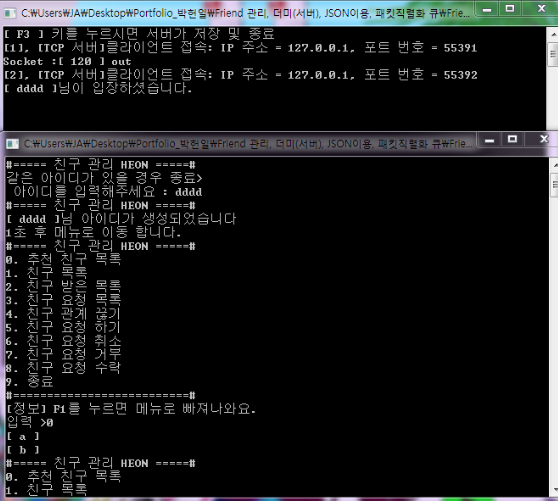 C:₩Users₩JA₩Desktop₩Portfolio_박헌일₩Friend 관리, 더미(서버), JSON이용, 패킷직렬화 큐₩Frie...
[ F3 ] 키를 누르시면 서버가 저장 및 종료
[1], [TCP 서버]클라이언트 접속: IP 주소 = 127.0.0.1, 포트 번호 = 55391
Socket :[ 120 ] out
[2], [TCP 서버]클라이언트 접속: IP 주소 = 127.0.0.1, 포트 번호 = 55392
[ dddd ]님이 입장하셨습니다.
C:₩Users₩JA₩Desktop₩Portfolio_박헌일₩Friend 관리, 더미(서버), JSON이용, 패킷직렬화 큐₩Frie...
#===== 친구 관리 HEON =====#
같은 아이디가 있을 경우 종료>
아이디를 입력해주세요 : dddd
#===== 친구 관리 HEON =====#
[ dddd ]님 아이디가 생성되었습니다
1초 후 메뉴로 이동 합니다.
#===== 친구 관리 HEON =====#
0. 추천 친구 목록
1. 친구 목록
2. 친구 받은 목록
3. 친구 요청 목록
4. 친구 관계 끊기
5. 친구 요청 하기
6. 친구 요청 취소
7. 친구 요청 거부
8. 친구 요청 수락
9. 종료
#==========================#
[정보] F1를 누르면 메뉴로 빠져나와요.
입력 >0
[ a ]
[ b ]
#===== 친구 관리 HEON =====#
0. 추천 친구 목록
1. 친구 목록